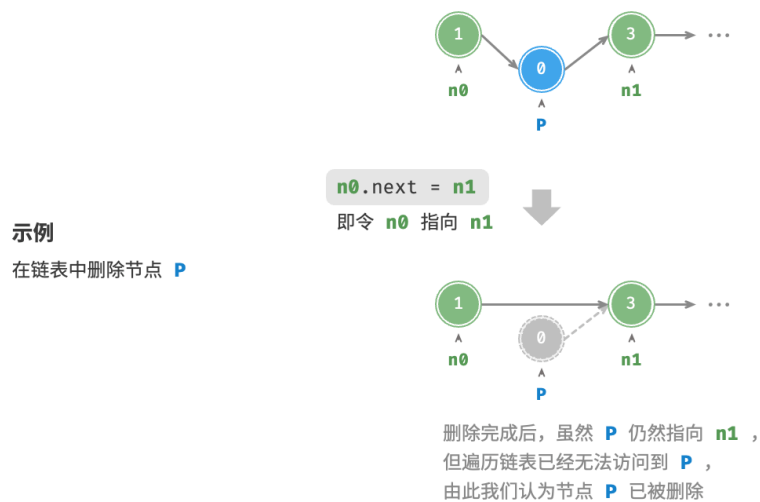 1
3
...
0
n0
n1
P
n0.next = n1
即令 n0 指向 n1
示例
在链表中删除节点 P
1
3
...
0
n0
n1
P
删除完成后，虽然 P 仍然指向 n1 ，
但遍历链表已经无法访问到 P ，
由此我们认为节点 P 已被删除